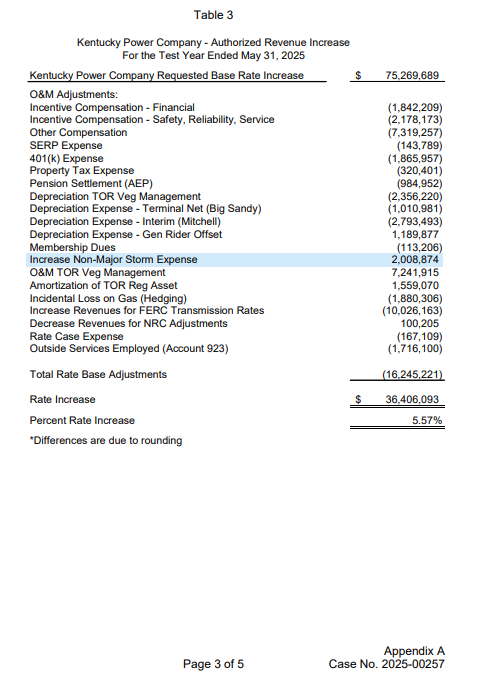 Table 3
Kentucky Power Company - Authorized Revenue Increase
For the Test Year Ended May 31, 2025
Kentucky Power Company Requested Base Rate Increase $ 75,269,689
O&M Adjustments:
Incentive Compensation - Financial (1,842,209)
Incentive Compensation - Safety, Reliability, Service (2,178,173)
Other Compensation (7,319,257)
SERP Expense (143,789)
401(k) Expense (1,865,957)
Property Tax Expense (320,401)
Pension Settlement (AEP) (984,952)
Depreciation TOR Veg Management (2,356,220)
Depreciation Expense - Terminal Net (Big Sandy) (1,010,981)
Depreciation Expense - Interim (Mitchell) (2,793,493)
Depreciation Expense - Gen Rider Offset 1,189,877
Membership Dues (113,206)
Increase Non-Major Storm Expense 2,008,874
O&M TOR Veg Management 7,241,915
Amortization of TOR Reg Asset 1,559,070
Incidental Loss on Gas (Hedging) (1,880,306)
Increase Revenues for FERC Transmission Rates (10,026,163)
Decrease Revenues for NRC Adjustments 100,205
Rate Case Expense (167,109)
Outside Services Employed (Account 923) (1,716,100)
Total Rate Base Adjustments (16,245,221)
Rate Increase $ 36,406,093
Percent Rate Increase 5.57%
*Differences are due to rounding
Appendix A
Page 3 of 5 Case No. 2025-00257